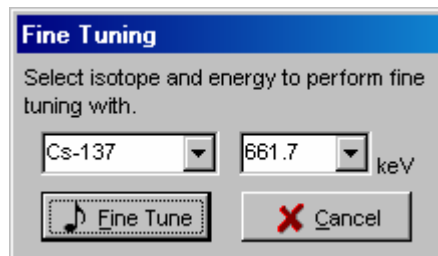 Fine Tuning
Select isotope and energy to perform fine
tuning with.
Cs-137 661.7 keV
Fine Tune Cancel